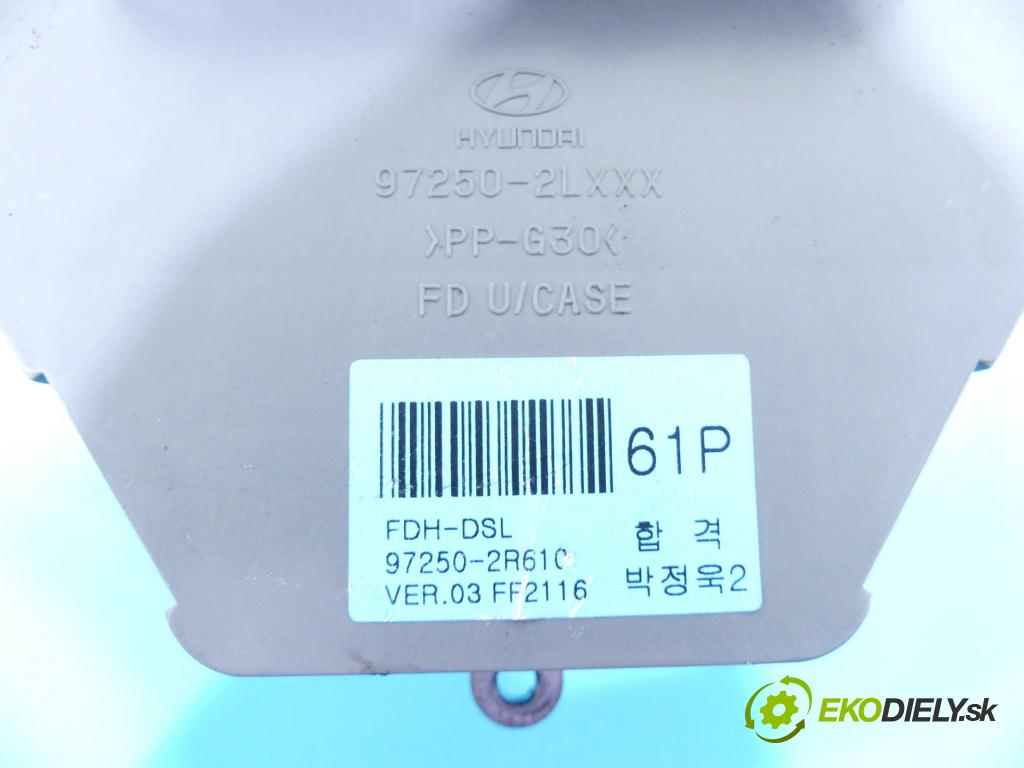 HYUNDAI
97250-2LXXX
>PP-G30<
FD U/CASE
61P
FDH-DSL
97250-2R610
VER.03 FF2116
합 격
박정욱2
EKODIELY.sk